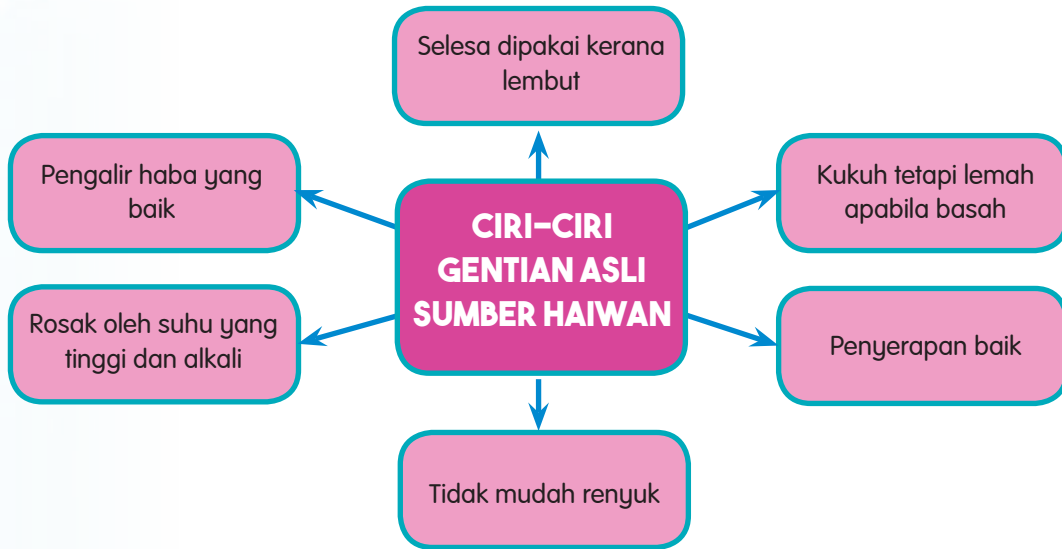 Selesa dipakai kerana
lembut
Pengalir haba yang
baik
Kukuh tetapi lemah
apabila basah
CIRI-CIRI
GENTIAN ASLI
SUMBER HAIWAN
Rosak oleh suhu yang
tinggi dan alkali
Penyerapan baik
Tidak mudah renyuk